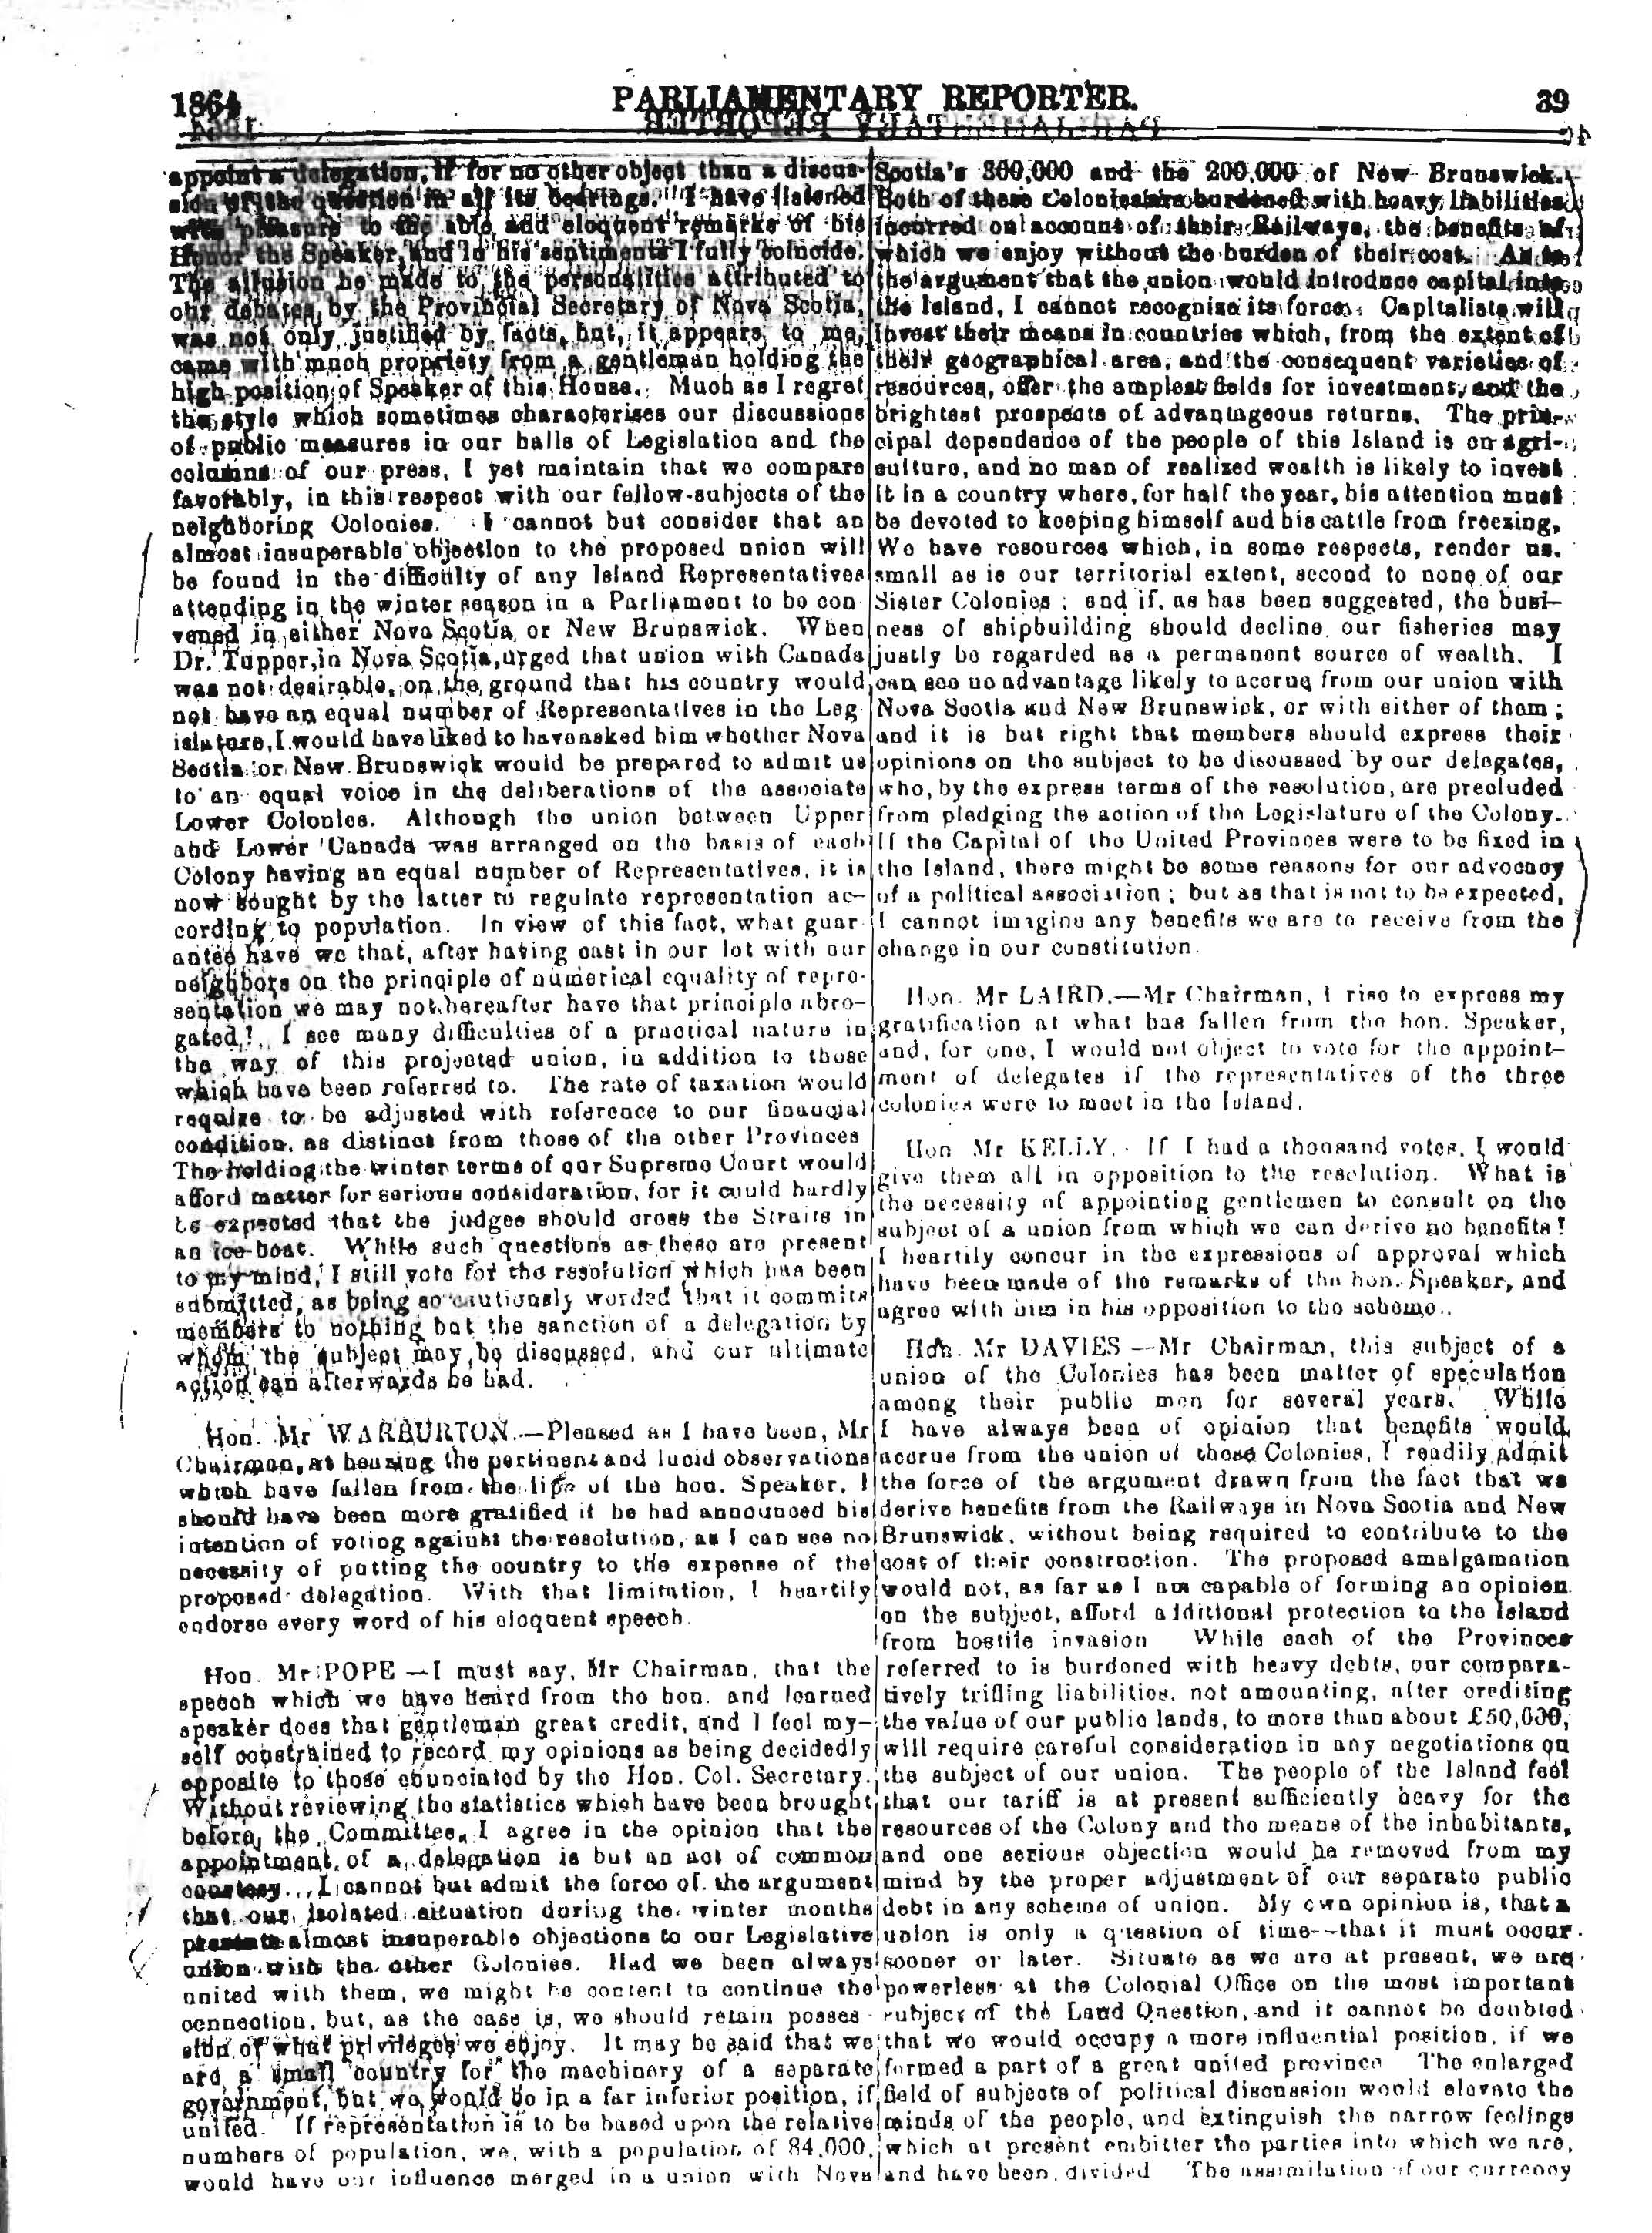 1864
PARLIAMENTARY REPORTER.
39
appoint a delegation, if for no other object than a discus-
sion of the question in all its bearings. I have listened
with pleasure to the able and eloquent remarks of his
Honor the Speaker, and in his sentiments I fully coincide.
The allusion he made to the personalities attributed to
our debates by the Provincial Secretary of Nova Scotia,
was not only justified by facts, but, it appears to me,
came with much propriety from a gentleman holding the
high position of Speaker of this House. Much as I regret
the style which sometimes characterises our discussions
of public measures in our halls of Legislation and the
columns of our press, I yet maintain that we compare
favorably, in this respect with our fellow-subjects of the
neighboring Colonies. I cannot but consider that an
almost insuperable objection to the proposed union will
be found in the difficulty of any Island Representatives
attending in the winter season in a Parliament to be con
vened in either Nova Scotia or New Brunswick. When
Dr. Tupper, in Nova Scotia, urged that union with Canada
was not desirable, on the ground that his country would
not have an equal number of Representatives in the Leg
islature, I would have liked to have asked him whether Nova
Scotia or New Brunswick would be prepared to admit us
to an equal voice in the deliberations of the associate
Lower Colonies. Although the union between Upper
and Lower Canada was arranged on the basis of each
Colony having an equal number of Representatives, it is
now sought by the latter to regulate representation ac-
cording to population. In view of this fact, what guar
antee have we that, after having cast in our lot with our
neighbors on the principle of numerical equality of repre-
sentation we may not hereafter have that principle abro-
gated! I see many difficulties of a practical nature in
the way of this projected union, in addition to those
which have been referred to. The rate of taxation would
require to be adjusted with reference to our financial
condition, as distinct from those of the other Provinces
The holding the winter terms of our Supreme Court would
afford matter for serious consideration, for it could hardly
be expected that the judges should cross the Straits in
an ice-boat. While such questions as these are present
to my mind, I still vote for the resolution which has been
submitted, as being so cautiously worded that it commits
members to nothing but the sanction of a delegation by
whom the subject may be discussed, and our ultimate
action can afterwards be had.
Hon. Mr WARBURTON.—Pleased as I have been, Mr
Chairman, at hearing the pertinent and lucid observations
which have fallen from the lips of the hon. Speaker, I
should have been more gratified if he had announced his
intention of voting against the resolution, as I can see no
necessity of putting the country to the expense of the
proposed delegation. With that limitation, I heartily
endorse every word of his eloquent speech.
Hon. Mr POPE —I must say, Mr Chairman, that the
speech which we have heard from the hon. and learned
speaker does that gentleman great credit, and I feel my-
self constrained to record my opinions as being decidedly
opposite to those enunciated by the Hon. Col. Secretary.
Without reviewing the statistics which have been brought
before the Committee, I agree in the opinion that the
appointment of a delegation is but an act of common
courtesy. I cannot but admit the force of the argument
that our isolated situation during the winter months
presents almost insuperable objections to our Legislative
union with the other Colonies. Had we been always
united with them, we might be content to continue the
connection, but, as the case is, we should retain posses
sion of what privileges we enjoy. It may be said that we
are a small country for the machinery of a separate
government, but we would be in a far inferior position, if
united. If representation is to be based upon the relative
numbers of population, we, with a population of 84,000,
would have our influence merged in a union with Nova
Scotia's 300,000 and the 200,000 of New Brunswick.
Both of these Colonies are burdened with heavy liabilities
incurred on account of their Railways, the benefits of
which we enjoy without the burden of their cost. As to
the argument that the union would introduce capital into
the Island, I cannot recognise its force. Capitalists will
invest their means in countries which, from the extent of
their geographical area, and the consequent varieties of
resources, offer the amplest fields for investment, and the
brightest prospects of advantageous returns. The prin-
cipal dependence of the people of this Island is on agri-
culture, and no man of realized wealth is likely to invest
it in a country where, for half the year, his attention must
be devoted to keeping himself and his cattle from freezing.
We have resources which, in some respects, render us.
small as is our territorial extent, second to none of our
Sister Colonies ; and if, as has been suggested, the busi-
ness of shipbuilding should decline our fisheries may
justly be regarded as a permanent source of wealth. I
can see no advantage likely to accrue from our union with
Nova Scotia and New Brunswick, or with either of them ;
and it is but right that members should express their
opinions on the subject to be discussed by our delegates,
who, by the express terms of the resolution, are precluded
from pledging the action of the Legislature of the Colony.
If the Capital of the United Provinces were to be fixed in
the Island, there might be some reasons for our advocacy
of a political association ; but as that is not to be expected,
I cannot imagine any benefits we are to receive from the
change in our constitution.
Hon. Mr LAIRD.—Mr Chairman, I rise to express my
gratification at what has fallen from the hon. Speaker,
and, for one, I would not object to vote for the appoint-
ment of delegates if the representatives of the three
colonies were to meet in the Island.
Hon Mr KELLY.- If I had a thousand votes, I would
give them all in opposition to the resolution. What is
the necessity of appointing gentlemen to consult on the
subject of a union from which we can derive no benefits!
I heartily concur in the expressions of approval which
have been made of the remarks of the hon. Speaker, and
agree with him in his opposition to the scheme.
Hon. Mr DAVIES —Mr Chairman, this subject of a
union of the Colonies has been matter of speculation
among their public men for several years. While
I have always been of opinion that benefits would
accrue from the union of these Colonies, I readily admit
the force of the argument drawn from the fact that we
derive benefits from the Railways in Nova Scotia and New
Brunswick, without being required to contribute to the
cost of their construction. The proposed amalgamation
would not, as far as I am capable of forming an opinion
on the subject, afford additional protection to the Island
from hostile invasion While each of the Provinces
referred to is burdened with heavy debts, our compara-
tively trifling liabilities, not amounting, after crediting
the value of our public lands, to more than about £50,000,
will require careful consideration in any negotiations on
the subject of our union. The people of the Island feel
that our tariff is at present sufficiently heavy for the
resources of the Colony and the means of the inhabitants,
and one serious objection would be removed from my
mind by the proper adjustment of our separate public
debt in any scheme of union. My own opinion is, that a
union is only a question of time--that it must occur
sooner or later. Situate as we are at present, we are
powerless at the Colonial Office on the most important
subject of the Land Question, and it cannot be doubted
that we would occupy a more influential position, if we
formed a part of a great united province The enlarged
field of subjects of political discussion would elevate the
minds of the people, and extinguish the narrow feelings
which at present embitter the parties into which we are,
and have been, divided The assimilation of our currency